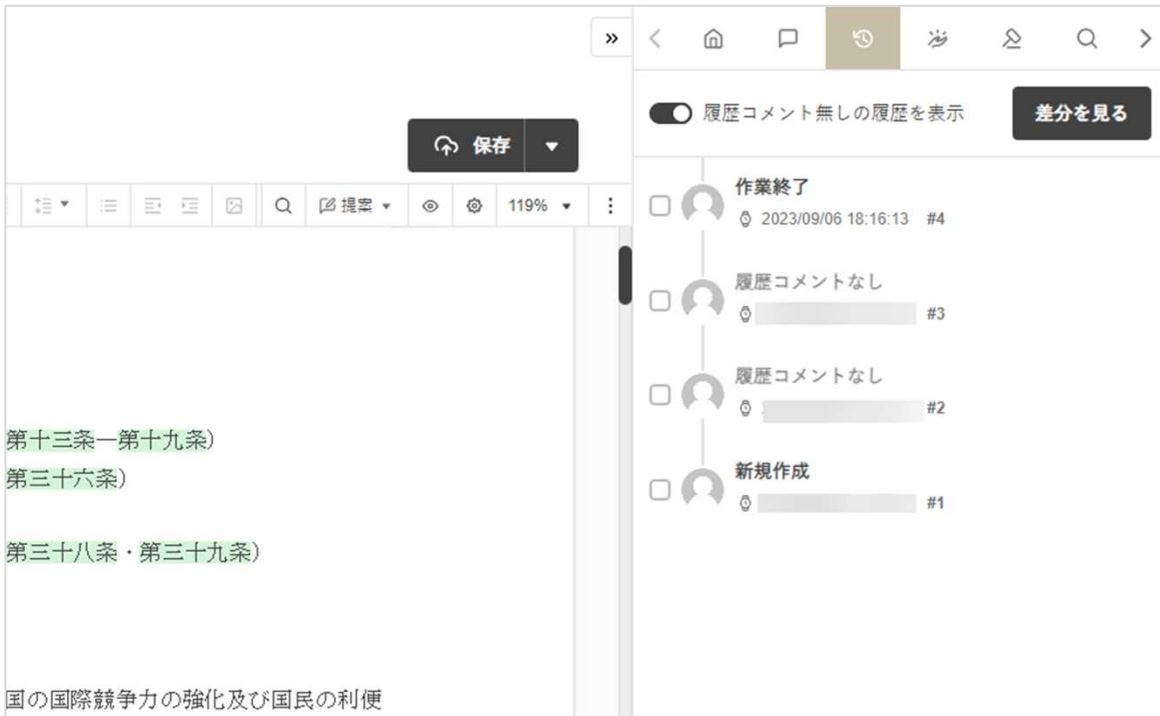 保存
提案
119%
第十三条―第十九条)
第三十六条)
第三十八条・第三十九条)
国の国際競争力の強化及び国民の利便
履歴コメント無しの履歴を表示
差分を見る
作業終了
2023/09/06 18:16:13 #4
履歴コメントなし
#3
履歴コメントなし
#2
新規作成
#1